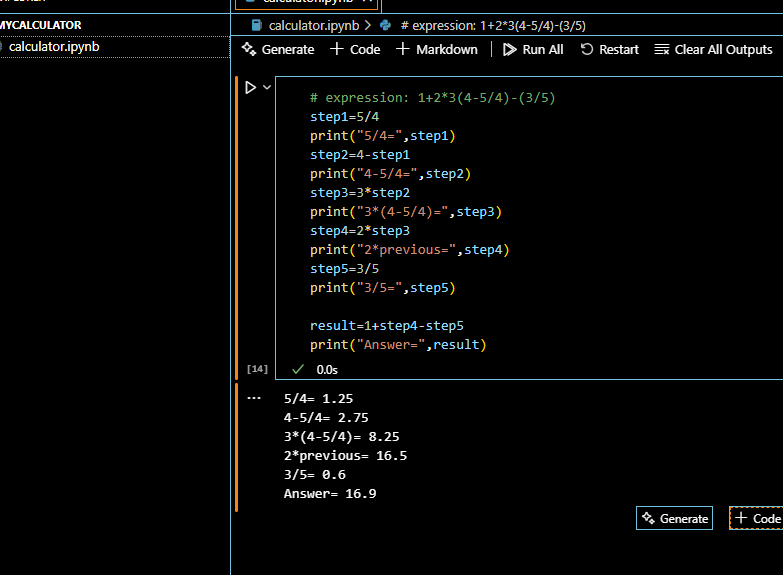 MYCALCULATOR
calculator.ipynb
calculator.ipynb > # expression: 1+2*3(4-5/4)-(3/5)
Generate + Code + Markdown Run All Restart Clear All Outputs
# expression: 1+2*3(4-5/4)-(3/5)
step1=5/4
print("5/4=",step1)
step2=4-step1
print("4-5/4=",step2)
step3=3*step2
print("3*(4-5/4)=",step3)
step4=2*step3
print("2*previous=",step4)
step5=3/5
print("3/5=",step5)
result=1+step4-step5
print("Answer=",result)
[14] 0.0s
5/4= 1.25
4-5/4= 2.75
3*(4-5/4)= 8.25
2*previous= 16.5
3/5= 0.6
Answer= 16.9
Generate + Code